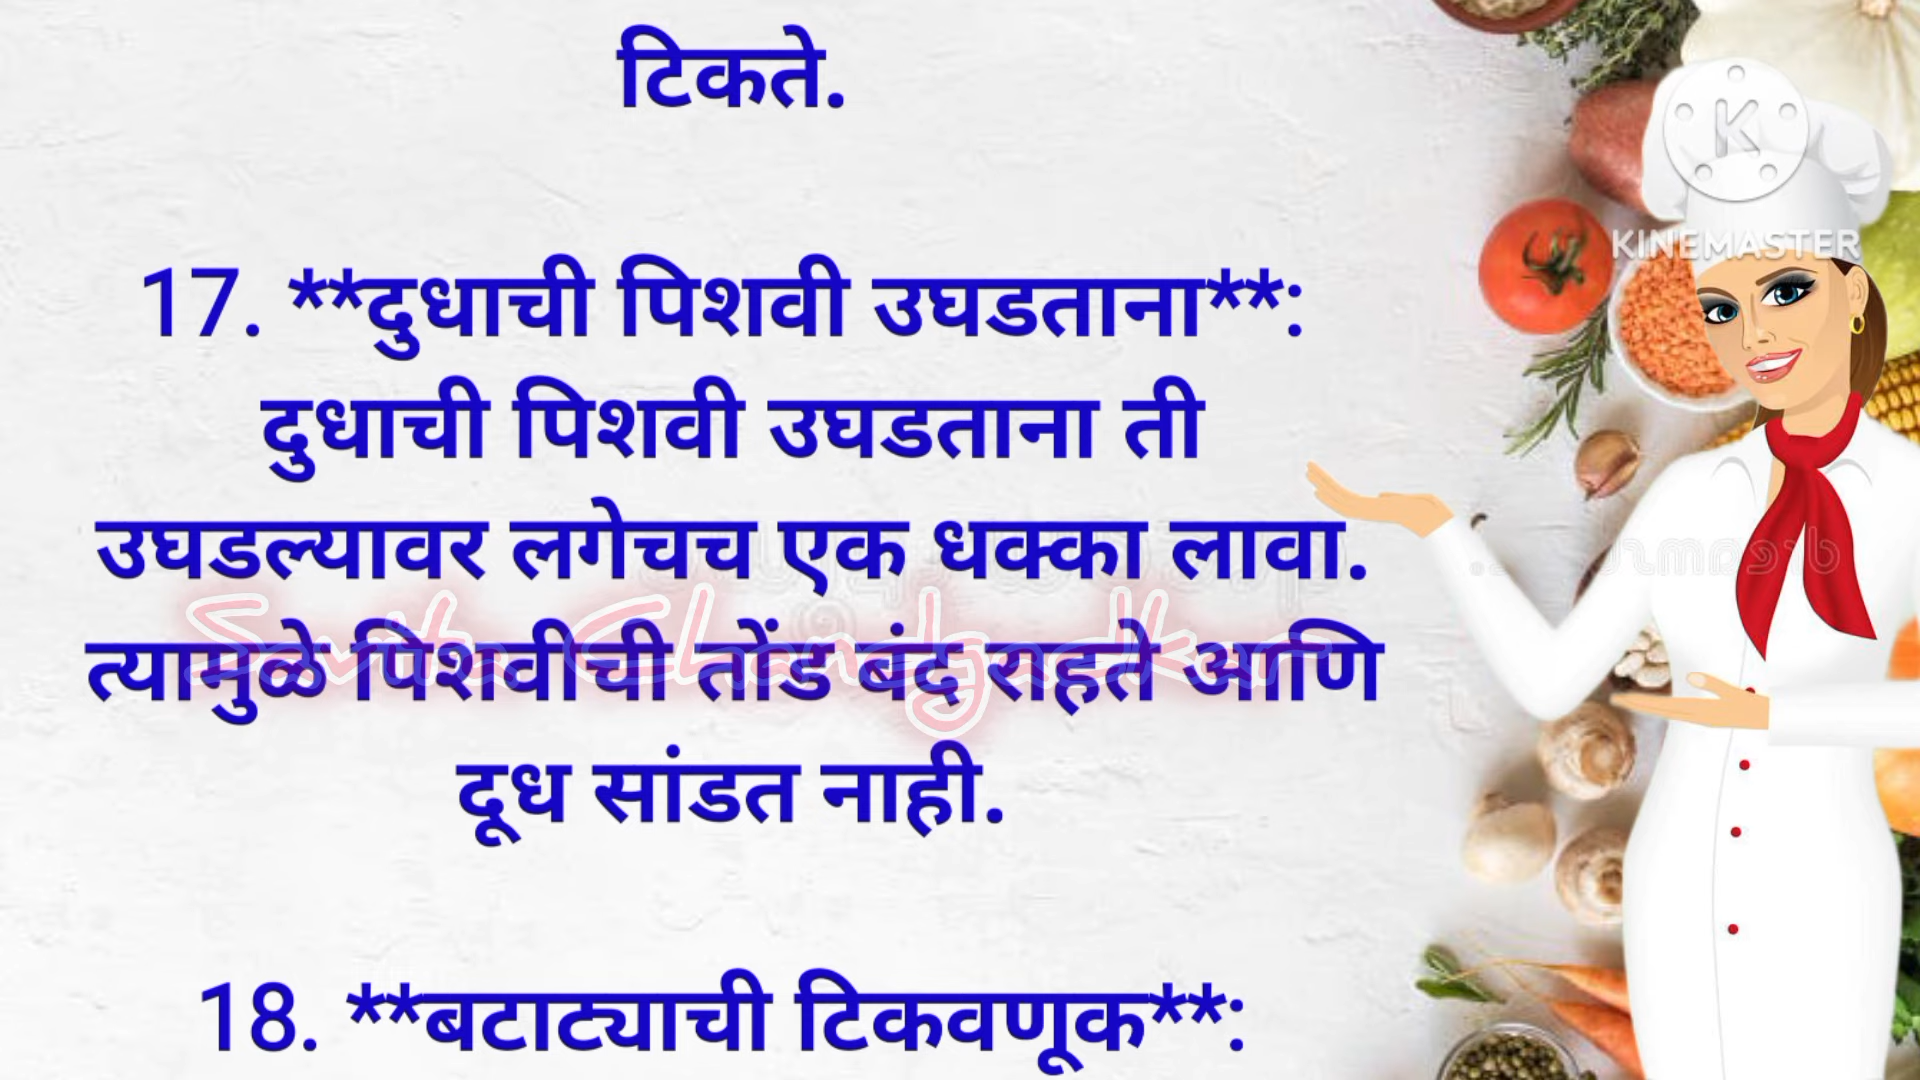 टिकते.
17. **दुधाची पिशवी उघडताना**:
दुधाची पिशवी उघडताना ती
उघडल्यावर लगेचच एक धक्का लावा.
त्यामुळे पिशवीची तोंड बंद राहते आणि
दूध सांडत नाही.
18. **बटाट्याची टिकवणूक**:
K
KINEMASTER